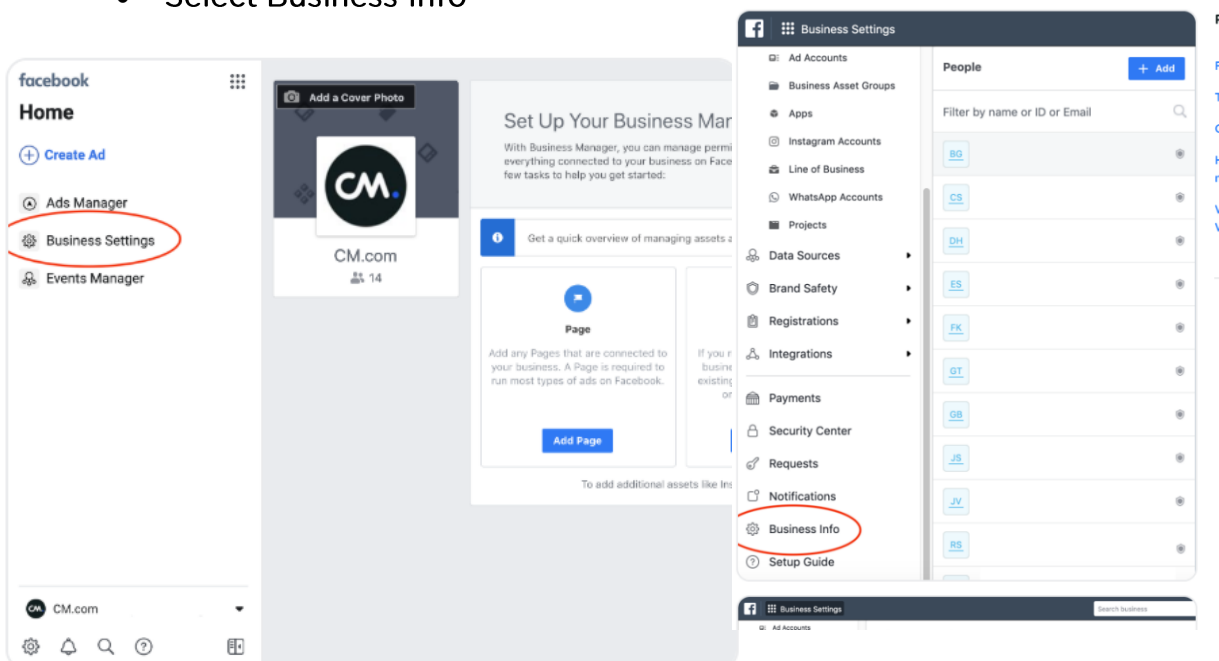 • Select Business Info
facebook
Home
Create Ad
Ads Manager
Business Settings
Events Manager
CM.com
Add a Cover Photo
CM.
CM.com
14
Set Up Your Business Mar
With Business Manager, you can manage permi
everything connected to your business on Face
few tasks to help you get started:
Get a quick overview of managing assets a
Page
Add any Pages that are connected to
your business. A Page is required to
run most types of ads on Facebook.
Add Page
If you r
busine
existing
or
To add additional assets like Ins
Business Settings
Ad Accounts
Business Asset Groups
Apps
Instagram Accounts
Line of Business
WhatsApp Accounts
Projects
Data Sources
Brand Safety
Registrations
Integrations
Payments
Security Center
Requests
Notifications
Business Info
Setup Guide
People
+ Add
Filter by name or ID or Email
BG
CS
DH
ES
FK
GT
GB
JS
JV
RS
Business Settings
Search business
Ad Accounts